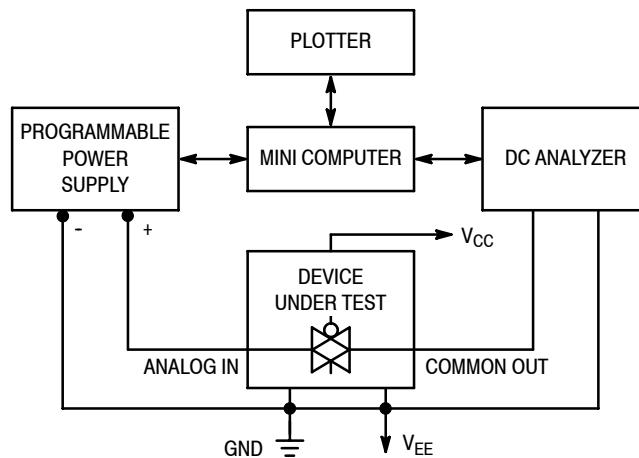 PLOTTER
PROGRAMMABLE
POWER
SUPPLY
MINI COMPUTER
DC ANALYZER
- +
VCC
DEVICE
UNDER TEST
ANALOG IN
COMMON OUT
GND
VEE